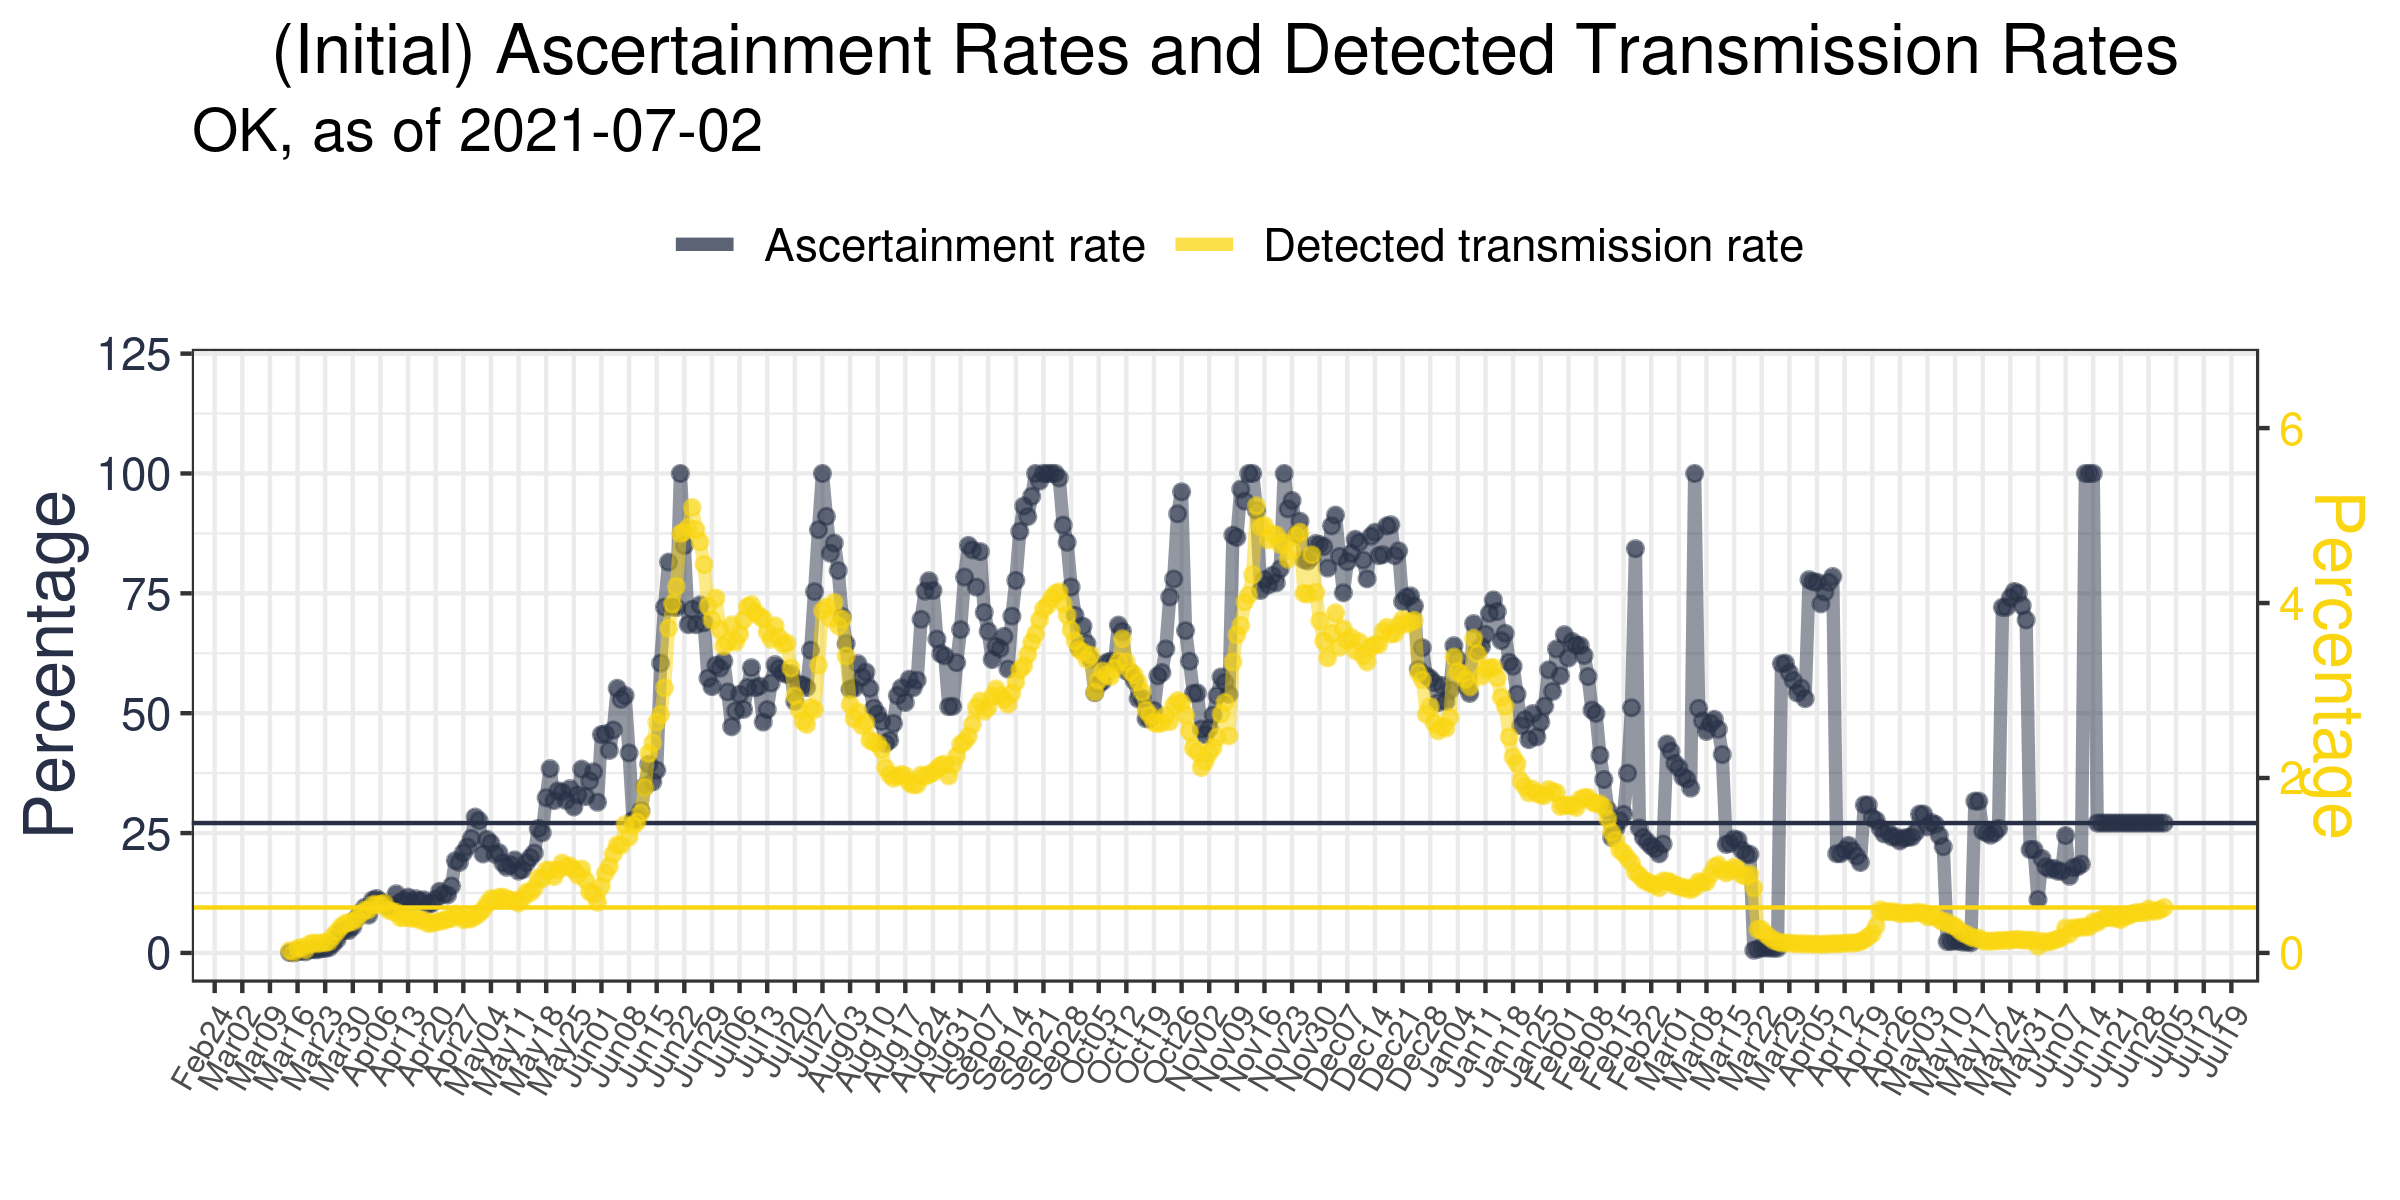 (Initial) Ascertainment Rates and Detected Transmission Rates
OK, as of 2021-07-02
Ascertainment rate
Detected transmission rate
Percentage
125
100
75
50
25
0
6
4
2
0
Percentage
Feb24
Mar02
Mar09
Mar16
Mar23
Mar30
Apr06
Apr13
Apr20
Apr27
May04
May11
May18
May25
Jun01
Jun08
Jun15
Jun22
Jun29
Jul06
Jul13
Jul20
Jul27
Aug03
Aug10
Aug17
Aug24
Aug31
Sep07
Sep14
Sep21
Sep28
Oct05
Oct12
Oct19
Oct26
Nov02
Nov09
Nov16
Nov23
Nov30
Dec07
Dec14
Dec21
Dec28
Jan04
Jan11
Jan18
Jan25
Feb01
Feb08
Feb15
Feb22
Mar01
Mar08
Mar15
Mar22
Mar29
Apr05
Apr12
Apr19
Apr26
May03
May10
May17
May24
May31
Jun07
Jun14
Jun21
Jun28
Jul05
Jul12
Jul19